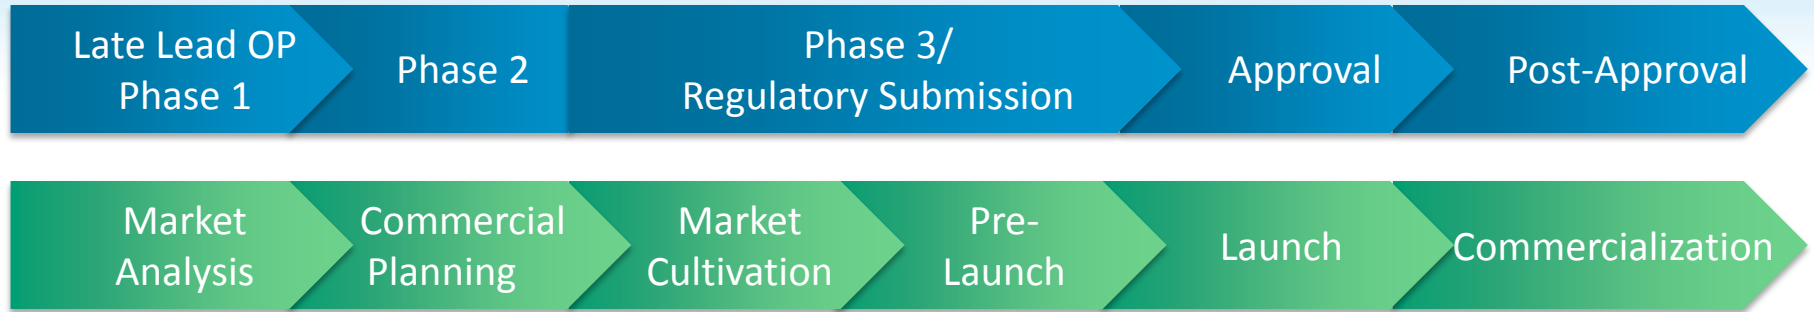 Late Lead OP
Phase 1
Phase 2
Phase 3/
Regulatory Submission
Approval
Post-Approval
Market
Analysis
Commercial
Planning
Market
Cultivation
Pre-
Launch
Launch
Commercialization